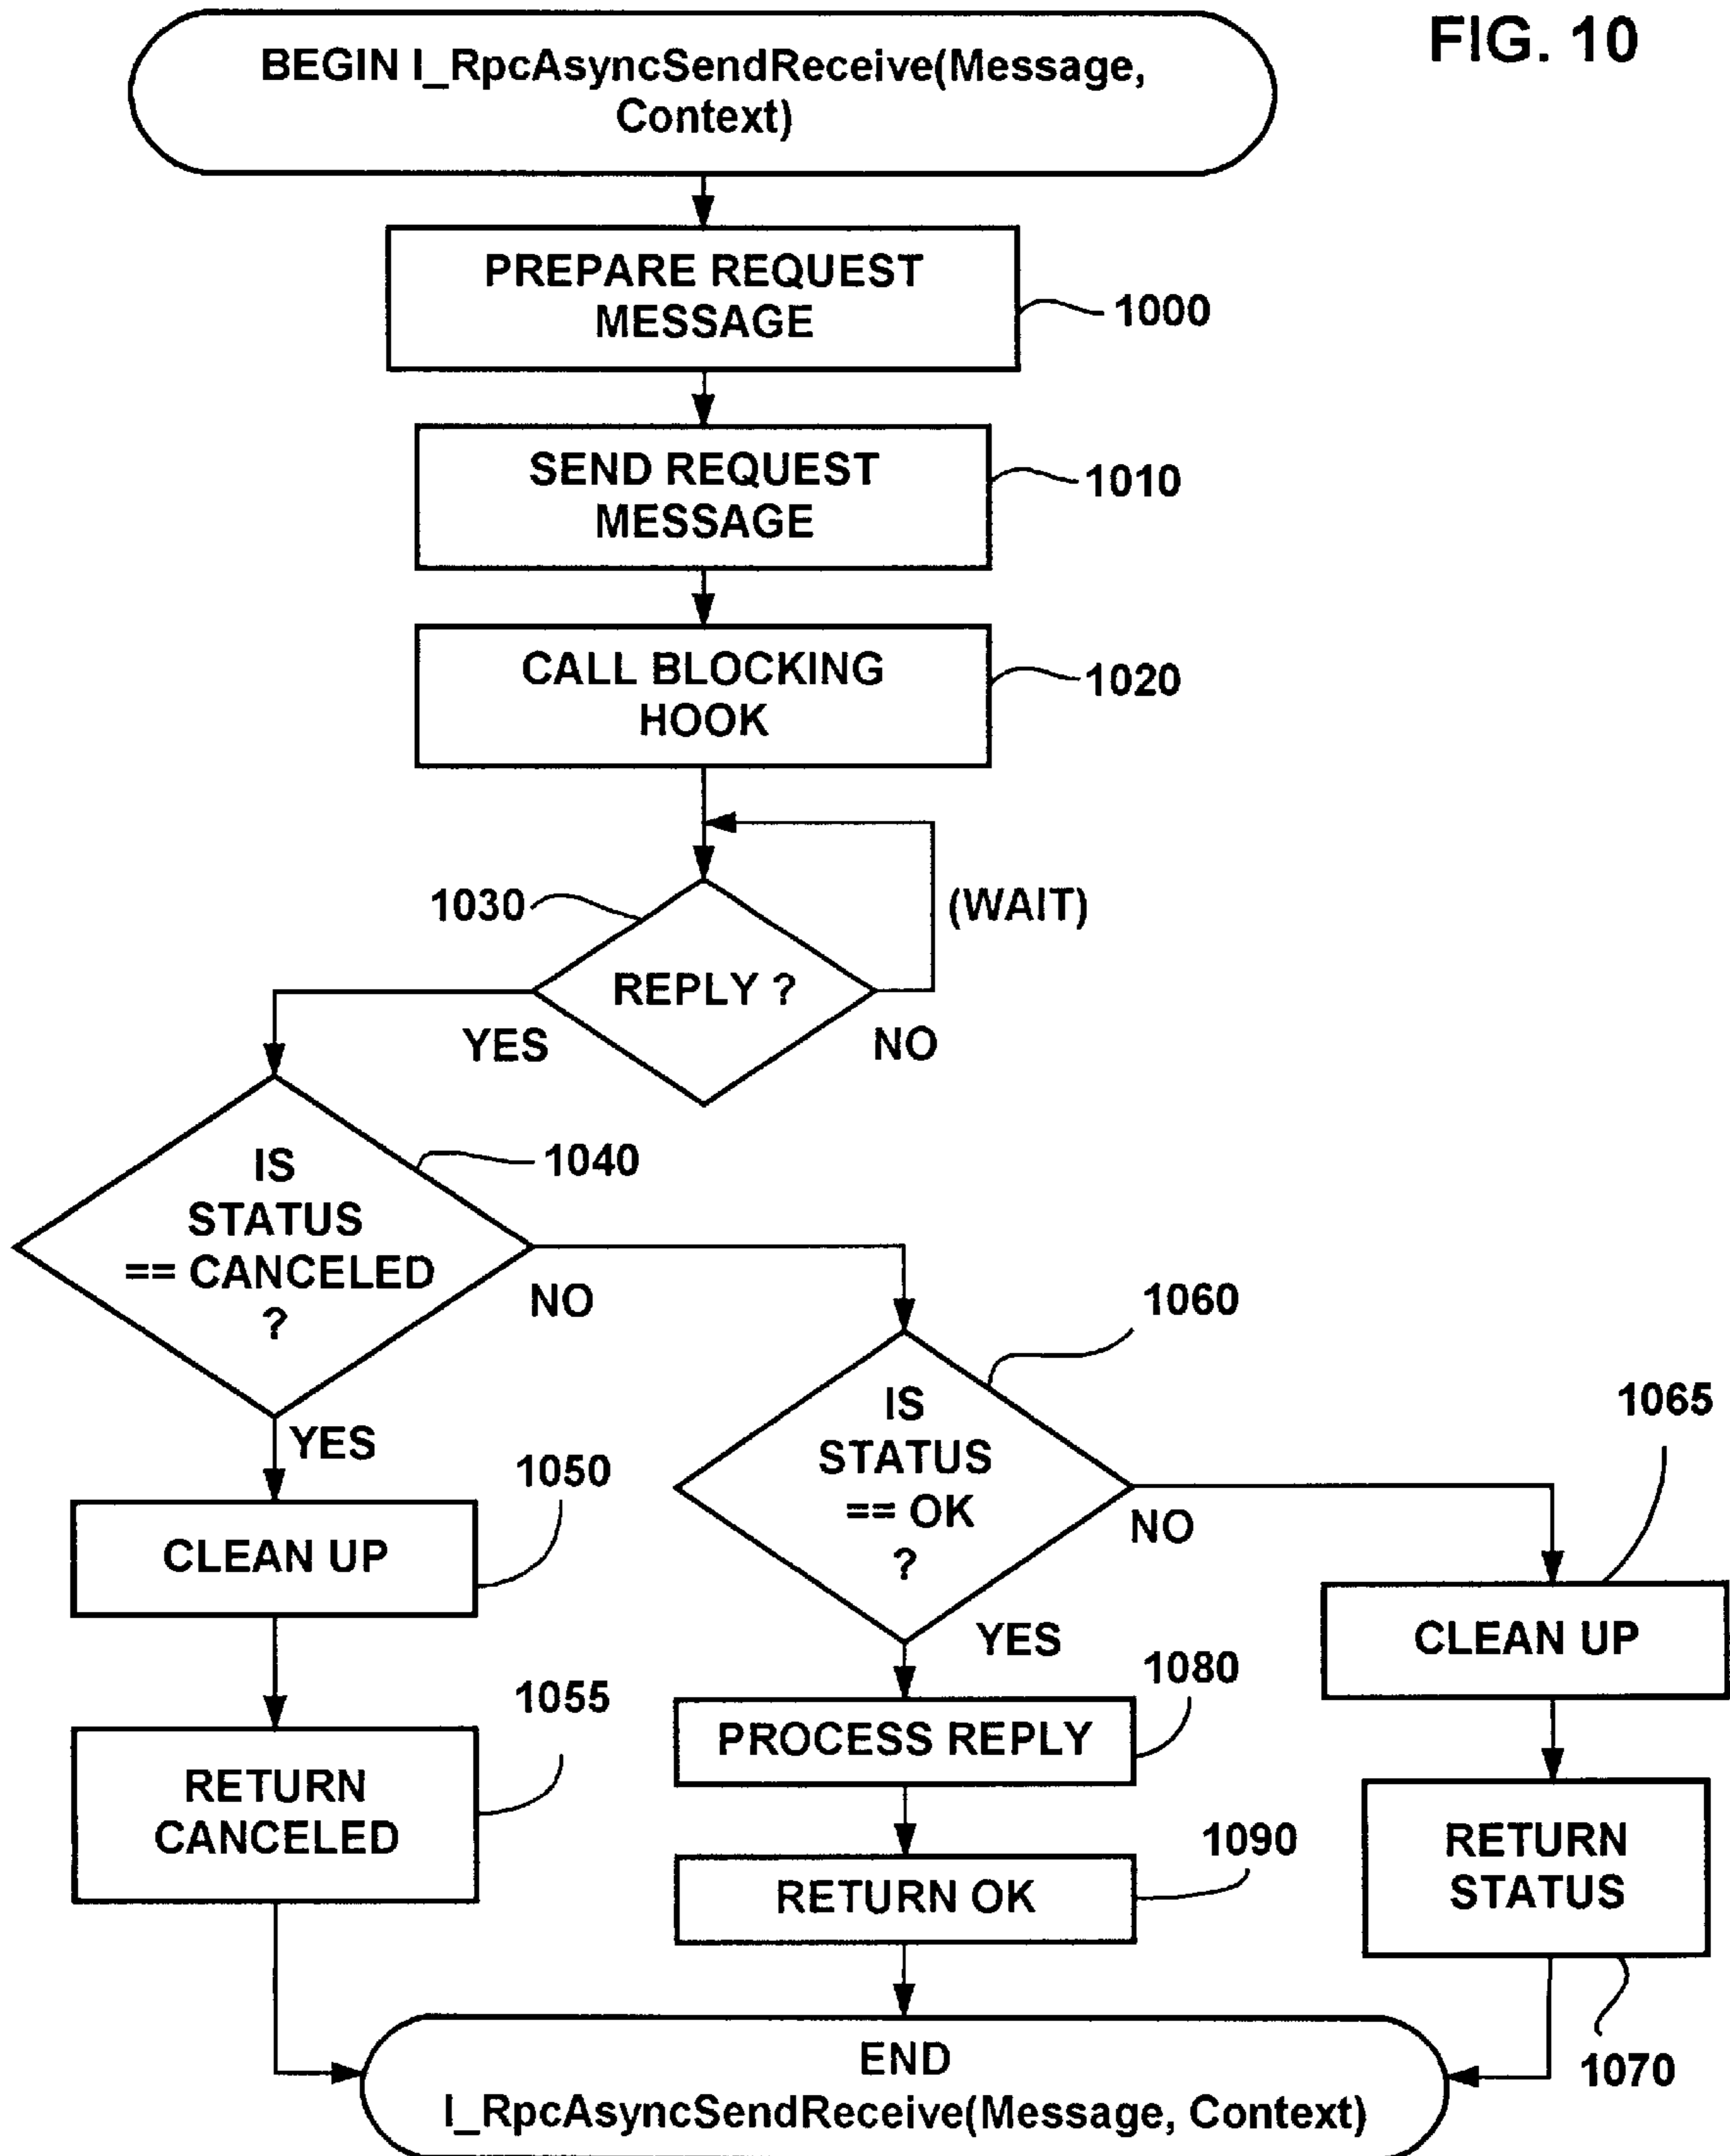 FIG. 10
BEGIN I_RpcAsyncSendReceive(Message,
Context)
PREPARE REQUEST
MESSAGE
1000
SEND REQUEST
MESSAGE
1010
CALL BLOCKING
HOOK
1020
1030
(WAIT)
REPLY ?
YES
NO
1040
IS
STATUS
== CANCELED
?
NO
YES
1060
IS
STATUS
== OK
?
NO
YES
1065
1050
CLEAN UP
CLEAN UP
1055
RETURN
CANCELED
1080
PROCESS REPLY
1090
RETURN OK
RETURN
STATUS
1070
END
I_RpcAsyncSendReceive(Message, Context)